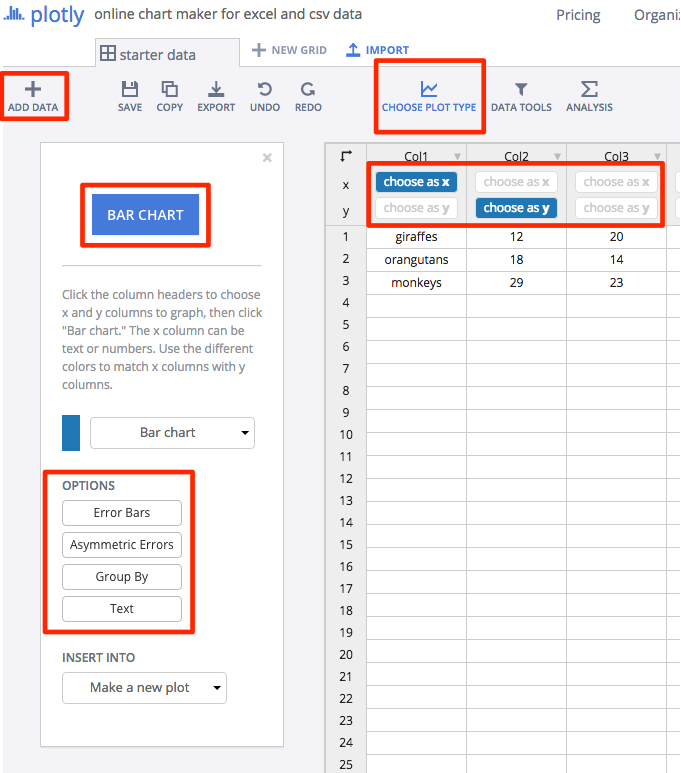 plotly online chart maker for excel and csv data Pricing
starter data NEW GRID IMPORT
ADD DATA SAVE COPY EXPORT UNDO REDO CHOOSE PLOT TYPE DATA TOOLS ANALYSIS
BAR CHART
Click the column headers to choose
x and y columns to graph, then click
"Bar chart." The x column can be
text or numbers. Use the different
colors to match x columns with y
columns.
Bar chart
OPTIONS
Error Bars
Asymmetric Errors
Group By
Text
INSERT INTO
Make a new plot
Col1 Col2 Col3
x choose as x choose as x choose as x
y choose as y choose as y choose as y
1 giraffes 12 20
2 orangutans 18 14
3 monkeys 29 23
4
5
6
7
8
9
10
11
12
13
14
15
16
17
18
19
20
21
22
23
24
25